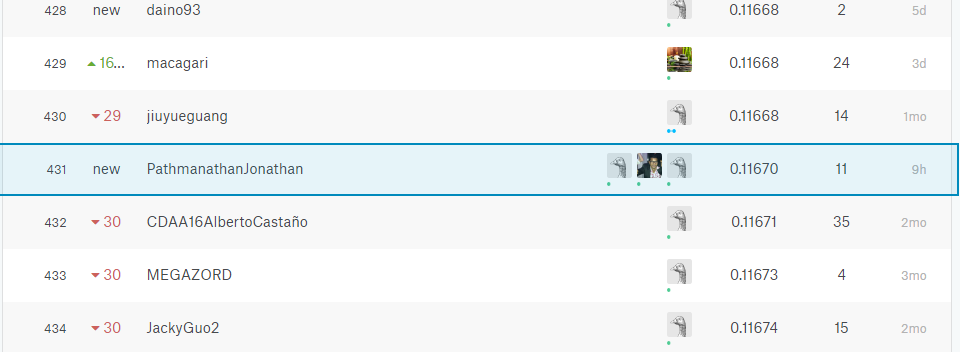 428 new daino93 0.11668 2 5d
429 16... macagari 0.11668 24 3d
430 29 jiuyueguang 0.11668 14 1mo
431 new PathmanathanJonathan 0.11670 11 9h
432 30 CDAA16AlbertoCastaño 0.11671 35 2mo
433 30 MEGAZORD 0.11673 4 3mo
434 30 JackyGuo2 0.11674 15 2mo